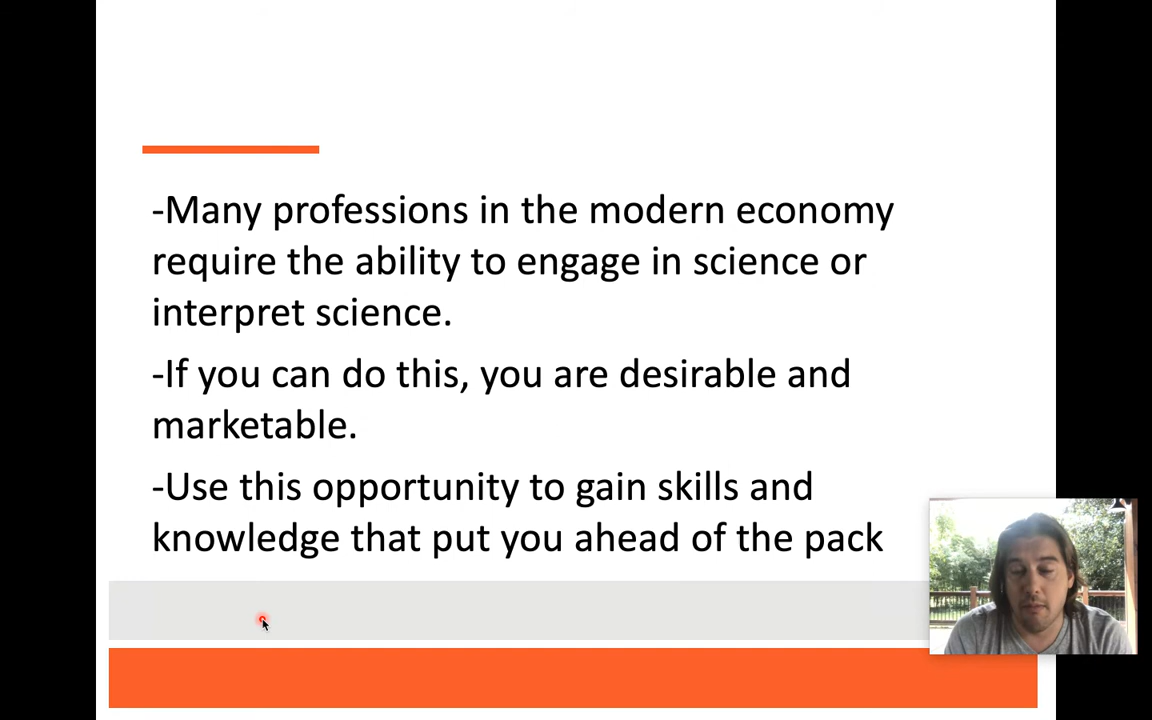 -Many professions in the modern economy
require the ability to engage in science or
interpret science.
-If you can do this, you are desirable and
marketable.
-Use this opportunity to gain skills and
knowledge that put you ahead of the pack